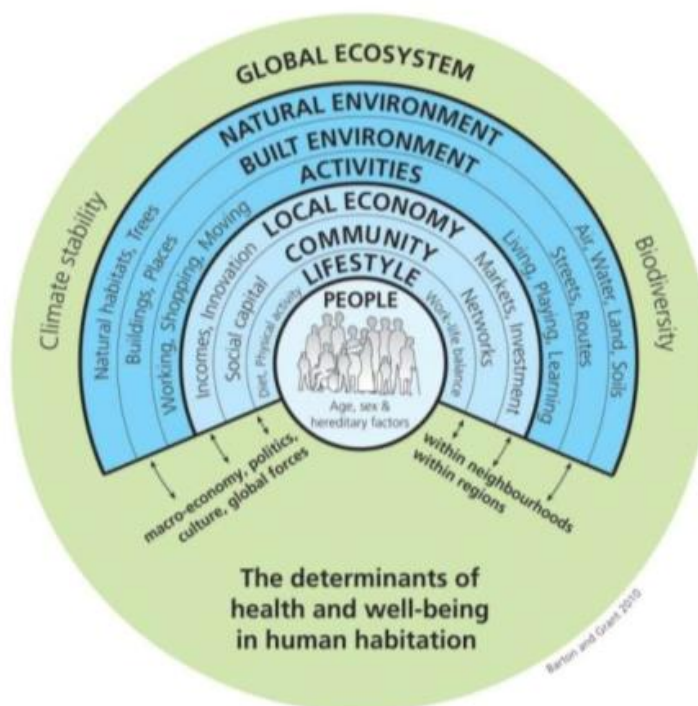 GLOBAL ECOSYSTEM
NATURAL ENVIRONMENT
BUILT ENVIRONMENT
ACTIVITIES
LOCAL ECONOMY
COMMUNITY
LIFESTYLE
PEOPLE
Age, sex &
hereditary factors
Climate stability
Natural habitats, Trees
Buildings, Places
Working, Shopping, Moving
Incomes, Innovation
Social capital
Diet, Physical activity
Work-life balance
Networks
Markets, Investment
Living, Playing, Learning
Streets, Routes
Air, Water, Land, Soils
Biodiversity
macro-economy, politics,
culture, global forces
within neighbourhoods
within regions
The determinants of
health and well-being
in human habitation
Barton and Grant 2010